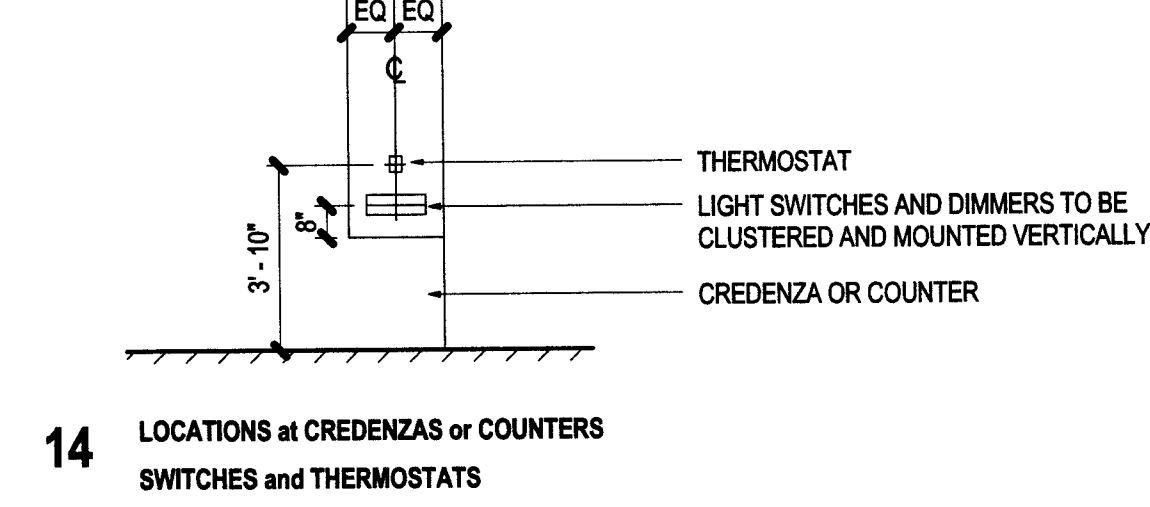 EQ EQ
℄
THERMOSTAT
LIGHT SWITCHES AND DIMMERS TO BE
CLUSTERED AND MOUNTED VERTICALLY
8"
3' - 10"
CREDENZA OR COUNTER
14
LOCATIONS at CREDENZAS or COUNTERS
SWITCHES and THERMOSTATS